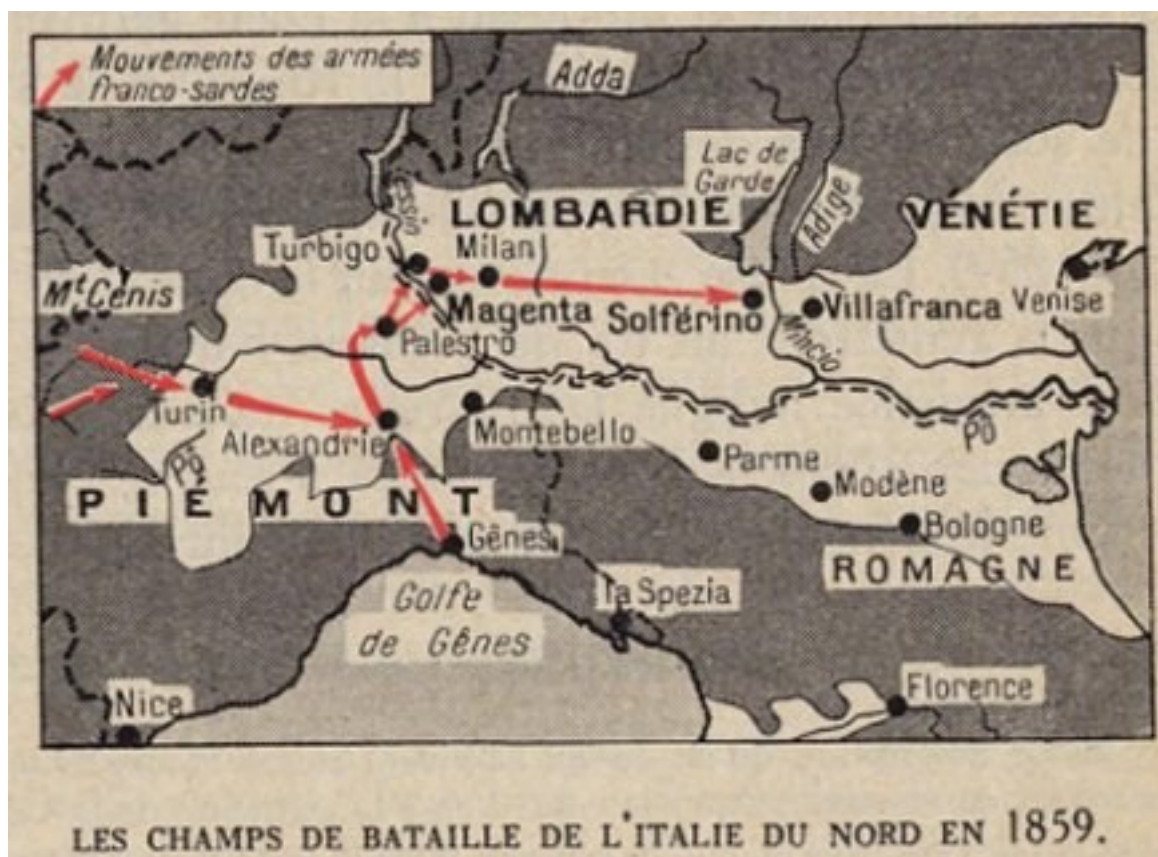 Mouvements des armées
franco-sardes
Adda
Lac de
Garde
Adige
Tessin
LOMBARDIE
VÉNÉTIE
Turbigo
Milan
Mt Cenis
Magenta
Solférino
Villafranca
Venise
Palestro
Mincio
Turin
Alexandrie
Montebello
Pô
Pô
Parme
Modène
PIÉMONT
Gênes
Bologne
ROMAGNE
Golfe
de Gênes
la Spezia
Nice
Florence
LES CHAMPS DE BATAILLE DE L'ITALIE DU NORD EN 1859.